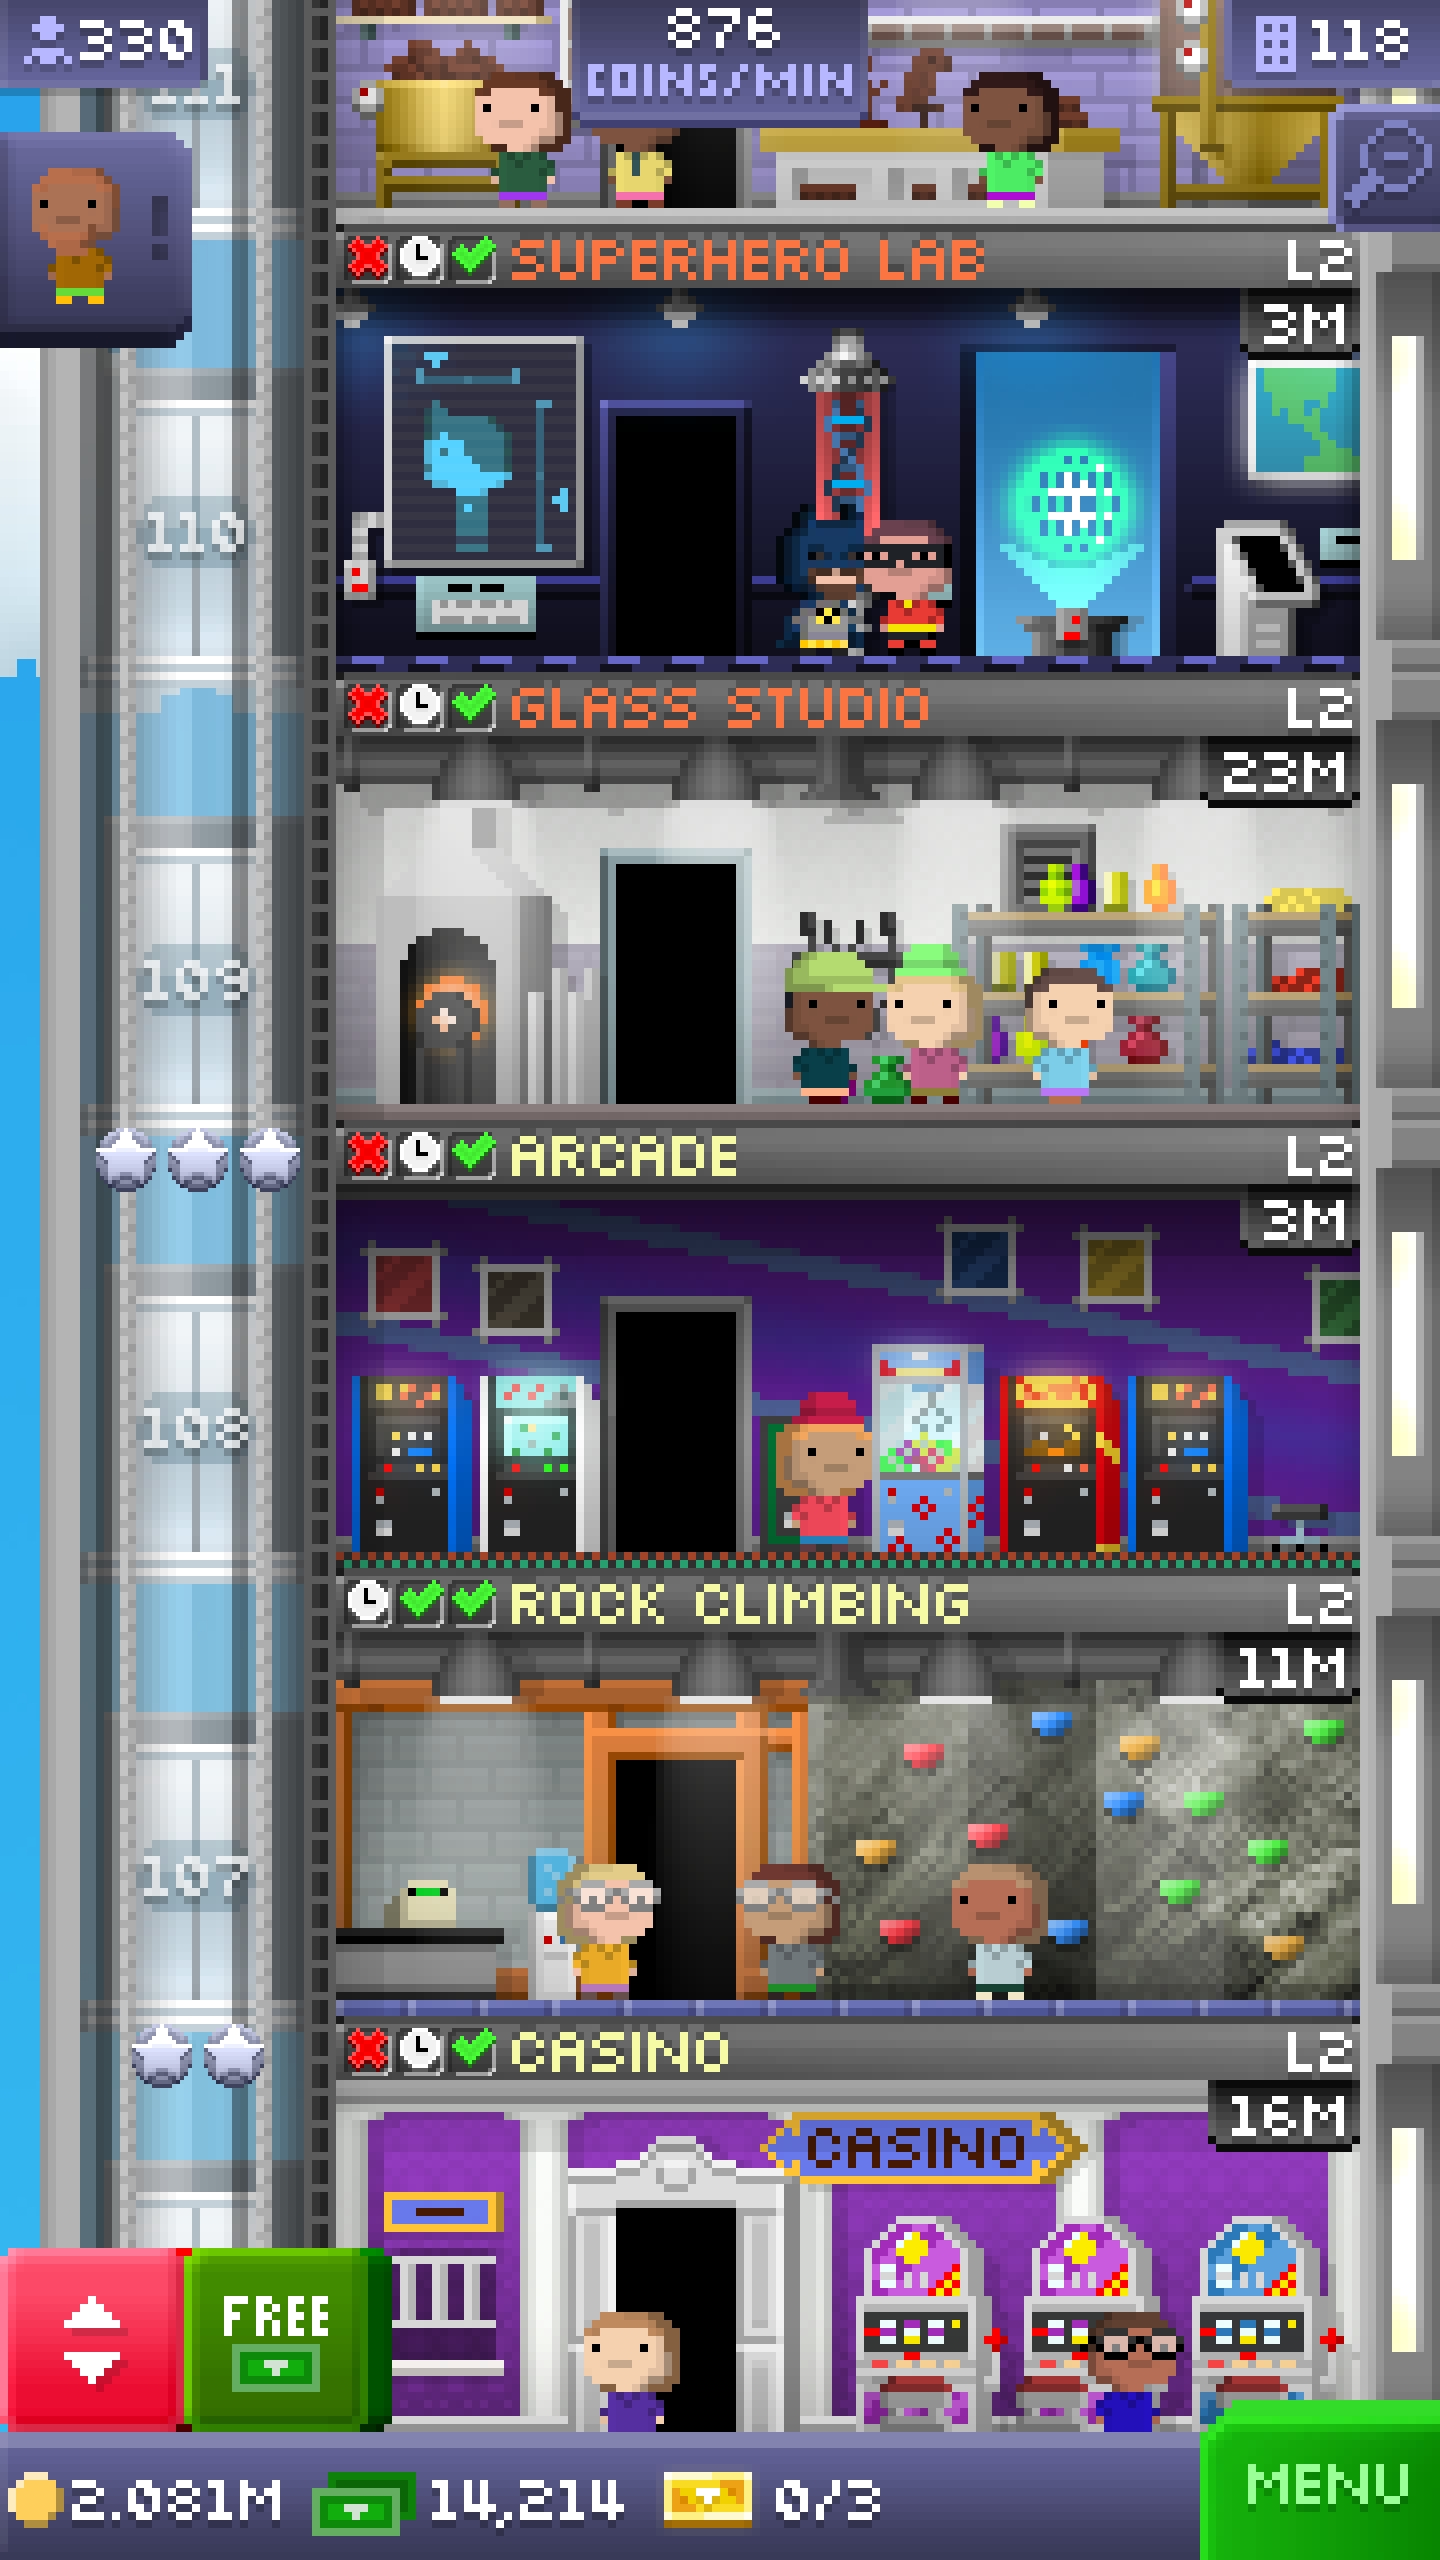 330
876
COINS/MIN
118
SUPERHERO LAB L2
3M
110
GLASS STUDIO L2
23M
109
ARCADE L2
3M
108
ROCK CLIMBING L2
11M
107
CASINO L2
16M
CASINO
FREE
2.081M 14,214 0/3
MENU